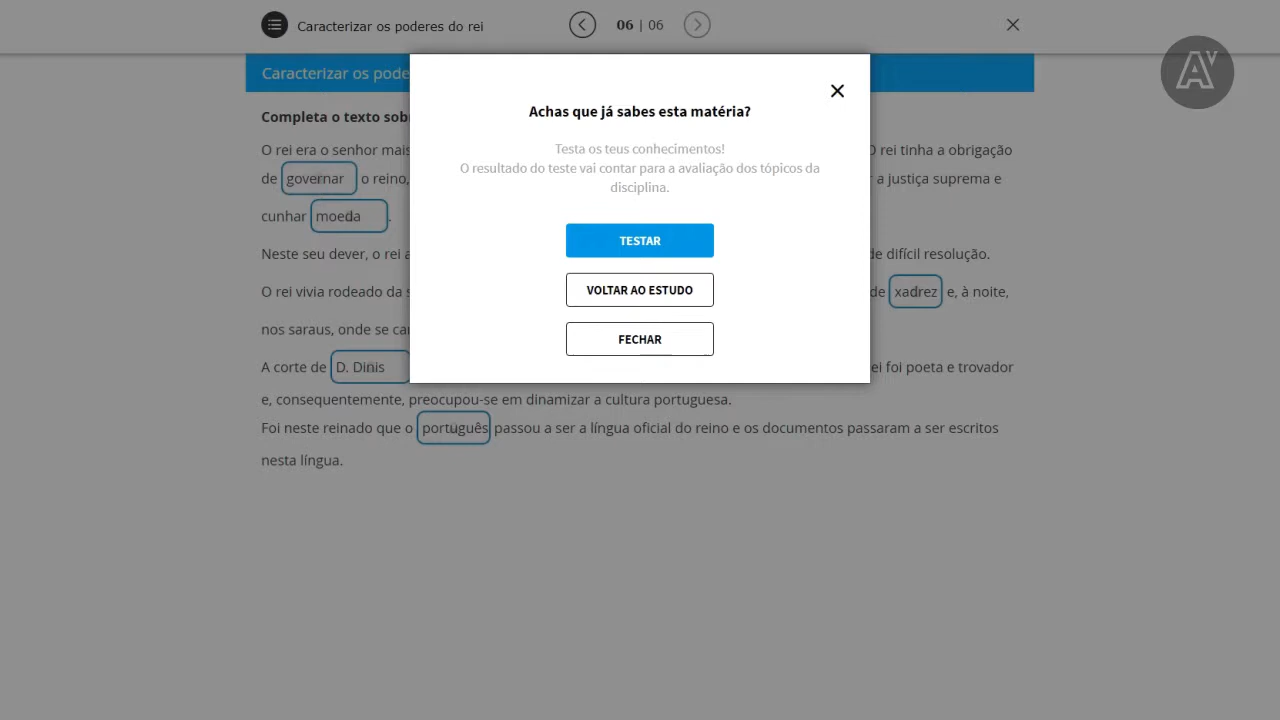 Caracterizar os poderes do rei
06 | 06
Caracterizar os pode
Achas que já sabes esta matéria?
Testa os teus conhecimentos!
O resultado do teste vai contar para a avaliação dos tópicos da
disciplina.
TESTAR
VOLTAR AO ESTUDO
FECHAR
Completa o texto sob
O rei era o senhor mais O rei tinha a obrigação
de governar o reino, r a justiça suprema e
cunhar moeda .
Neste seu dever, o rei a de difícil resolução.
O rei vivia rodeado da s de xadrez e, à noite,
nos saraus, onde se can
A corte de D. Dinis ei foi poeta e trovador
e, consequentemente, preocupou-se em dinamizar a cultura portuguesa.
Foi neste reinado que o português passou a ser a língua oficial do reino e os documentos passaram a ser escritos
nesta língua.
AV